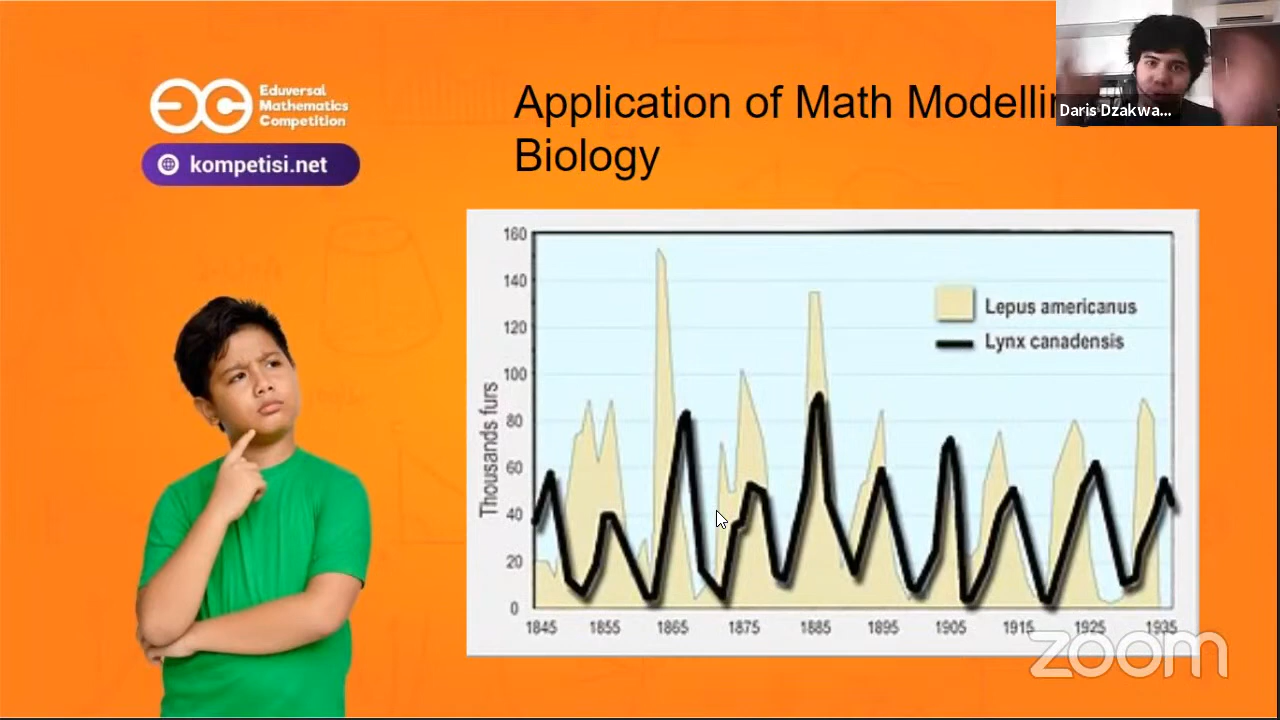 Eduversal
Mathematics
Competition
kompetisi.net
Application of Math Modelling
Biology
Daris Dzakwa...
160
140
120
100
80
60
40
20
0
Thousands furs
Lepus americanus
Lynx canadensis
1845
1855
1865
1875
1885
1895
1905
1915
1925
1935
zoom